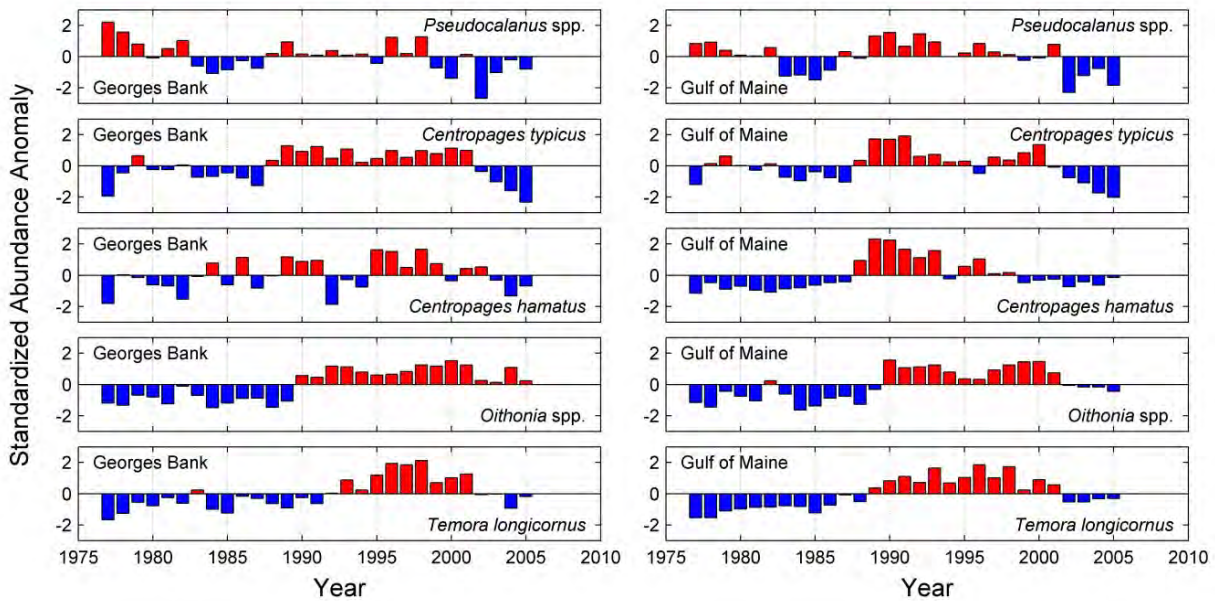 Standardized Abundance Anomaly
2
0
-2
Pseudocalanus spp.
Georges Bank
2
0
-2
Georges Bank
Centropages typicus
2
0
-2
Georges Bank
Centropages hamatus
2
0
-2
Georges Bank
Oithonia spp.
2
0
-2
Georges Bank
Temora longicornus
1975 1980 1985 1990 1995 2000 2005 2010
Year
2
0
-2
Pseudocalanus spp.
Gulf of Maine
2
0
-2
Gulf of Maine
Centropages typicus
2
0
-2
Gulf of Maine
Centropages hamatus
2
0
-2
Gulf of Maine
Oithonia spp.
2
0
-2
Gulf of Maine
Temora longicornus
1975 1980 1985 1990 1995 2000 2005 2010
Year